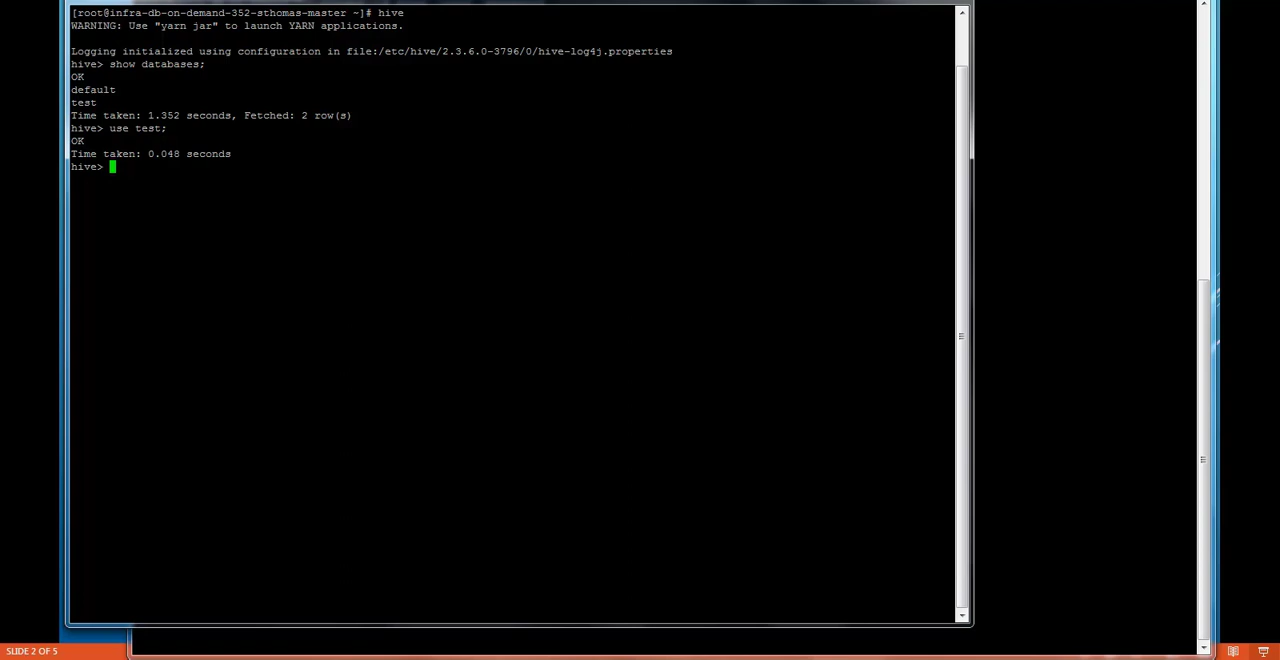 [root@infra-db-on-demand-352-sthomas-master ~]# hive
WARNING: Use "yarn jar" to launch YARN applications.
Logging initialized using configuration in file:/etc/hive/2.3.6.0-3796/0/hive-log4j.properties
hive> show databases;
OK
default
test
Time taken: 1.352 seconds, Fetched: 2 row(s)
hive> use test;
OK
Time taken: 0.048 seconds
hive>
SLIDE 2 OF 5